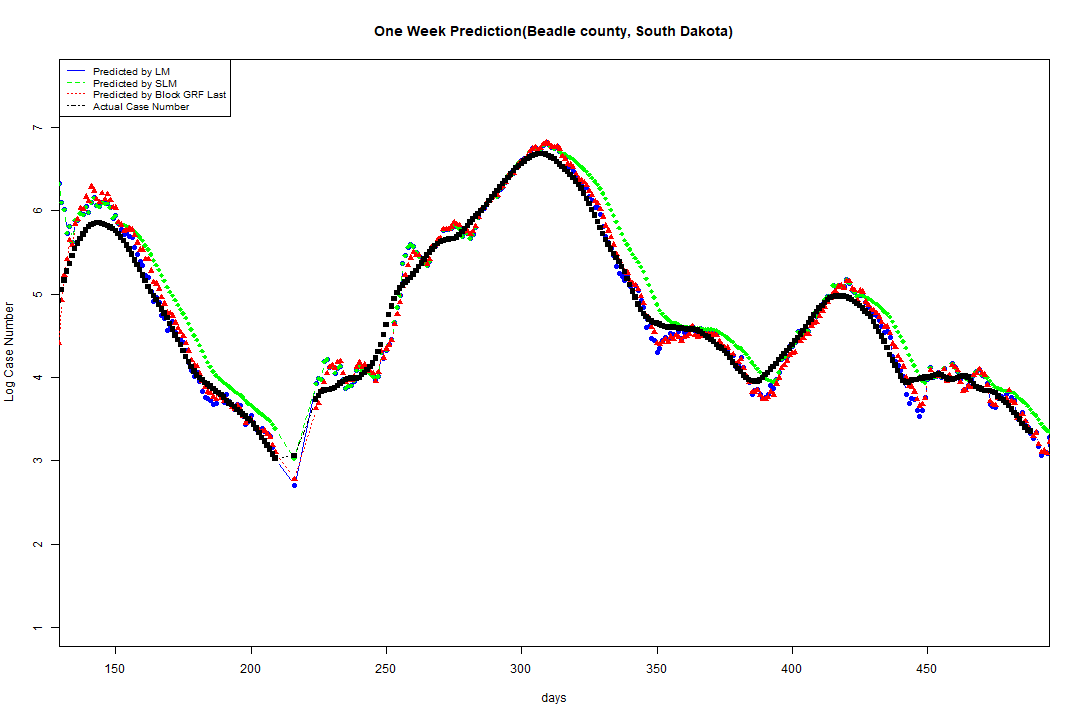 One Week Prediction(Beadle county, South Dakota)
Predicted by LM
Predicted by SLM
Predicted by Block GRF Last
Actual Case Number
7
6
5
4
3
2
1
Log Case Number
150 200 250 300 350 400 450
days